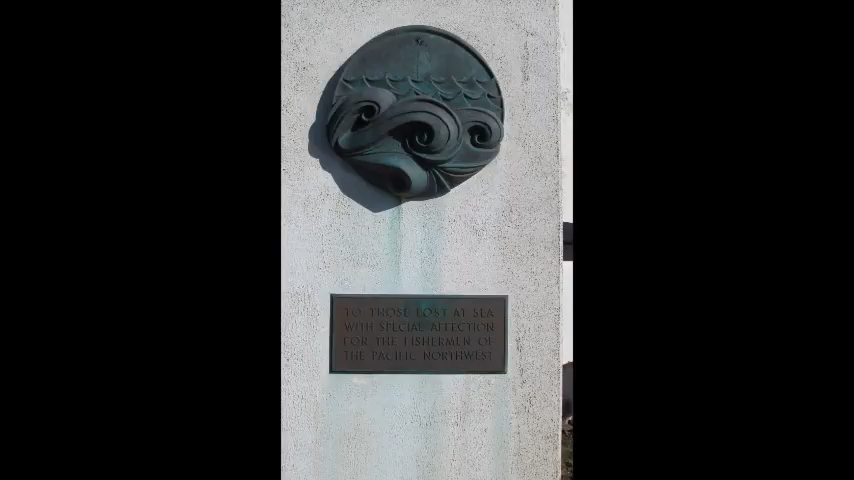 TO THOSE LOST AT SEA
WITH SPECIAL AFFECTION
FOR THE FISHERMEN OF
THE PACIFIC NORTHWEST